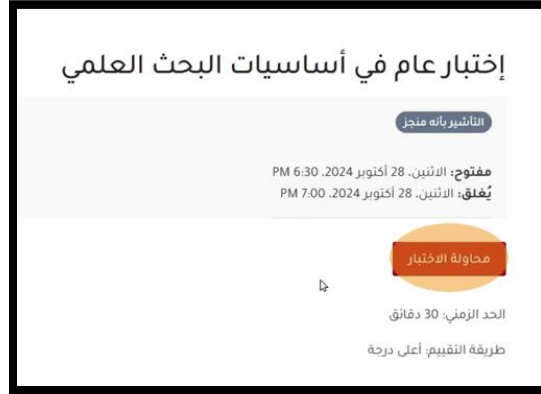 إختبار عام في أساسيات البحث العلمي
التأشير بأنه منجز
مفتوح: الاثنين، 28 أكتوبر 2024، 6:30 PM
يُغلق: الاثنين، 28 أكتوبر 2024، 7:00 PM
محاولة الاختبار
الحد الزمني: 30 دقائق
طريقة التقييم: أعلى درجة